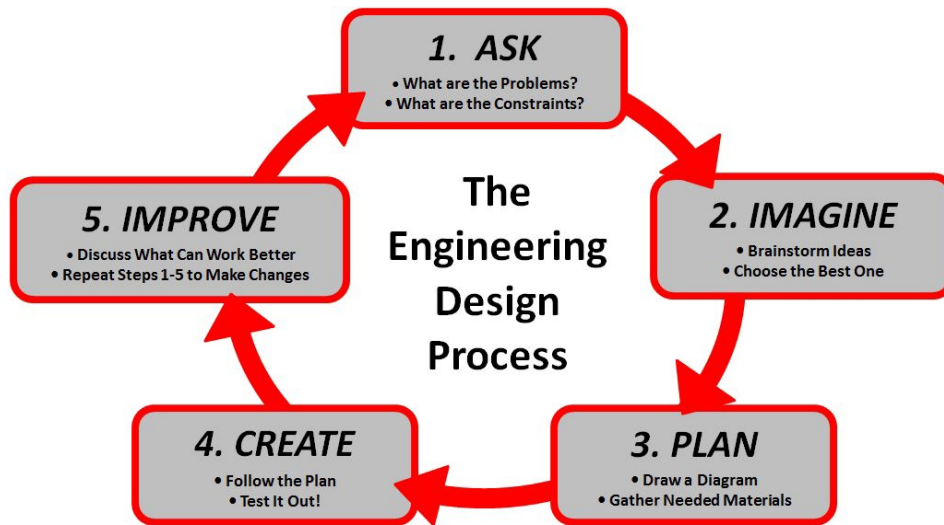 1. ASK
• What are the Problems?
• What are the Constraints?
The
Engineering
Design
Process
2. IMAGINE
• Brainstorm Ideas
• Choose the Best One
3. PLAN
• Draw a Diagram
• Gather Needed Materials
4. CREATE
• Follow the Plan
• Test It Out!
5. IMPROVE
• Discuss What Can Work Better
• Repeat Steps 1-5 to Make Changes